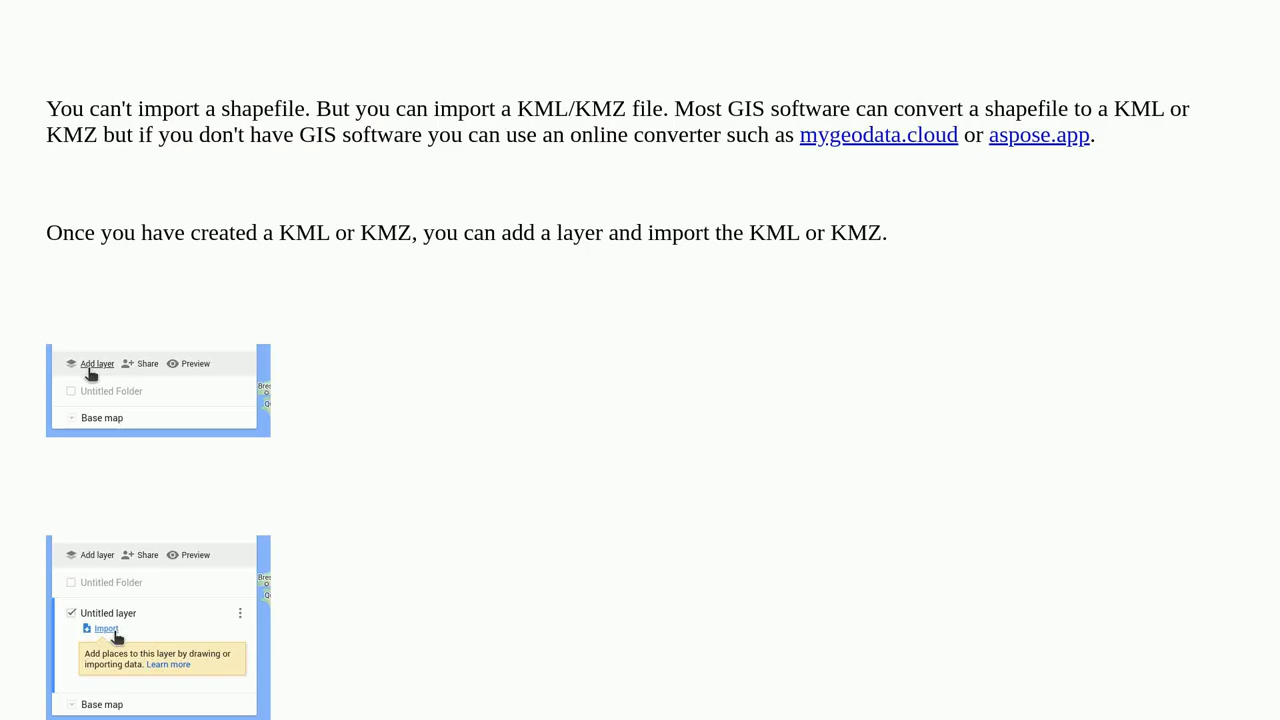 You can't import a shapefile. But you can import a KML/KMZ file. Most GIS software can convert a shapefile to a KML or
KMZ but if you don't have GIS software you can use an online converter such as mygeodata.cloud or aspose.app.
Once you have created a KML or KMZ, you can add a layer and import the KML or KMZ.
Add layer Share Preview
Untitled Folder
Base map
Add layer Share Preview
Untitled Folder
Untitled layer
Import
Add places to this layer by drawing or
importing data. Learn more
Base map